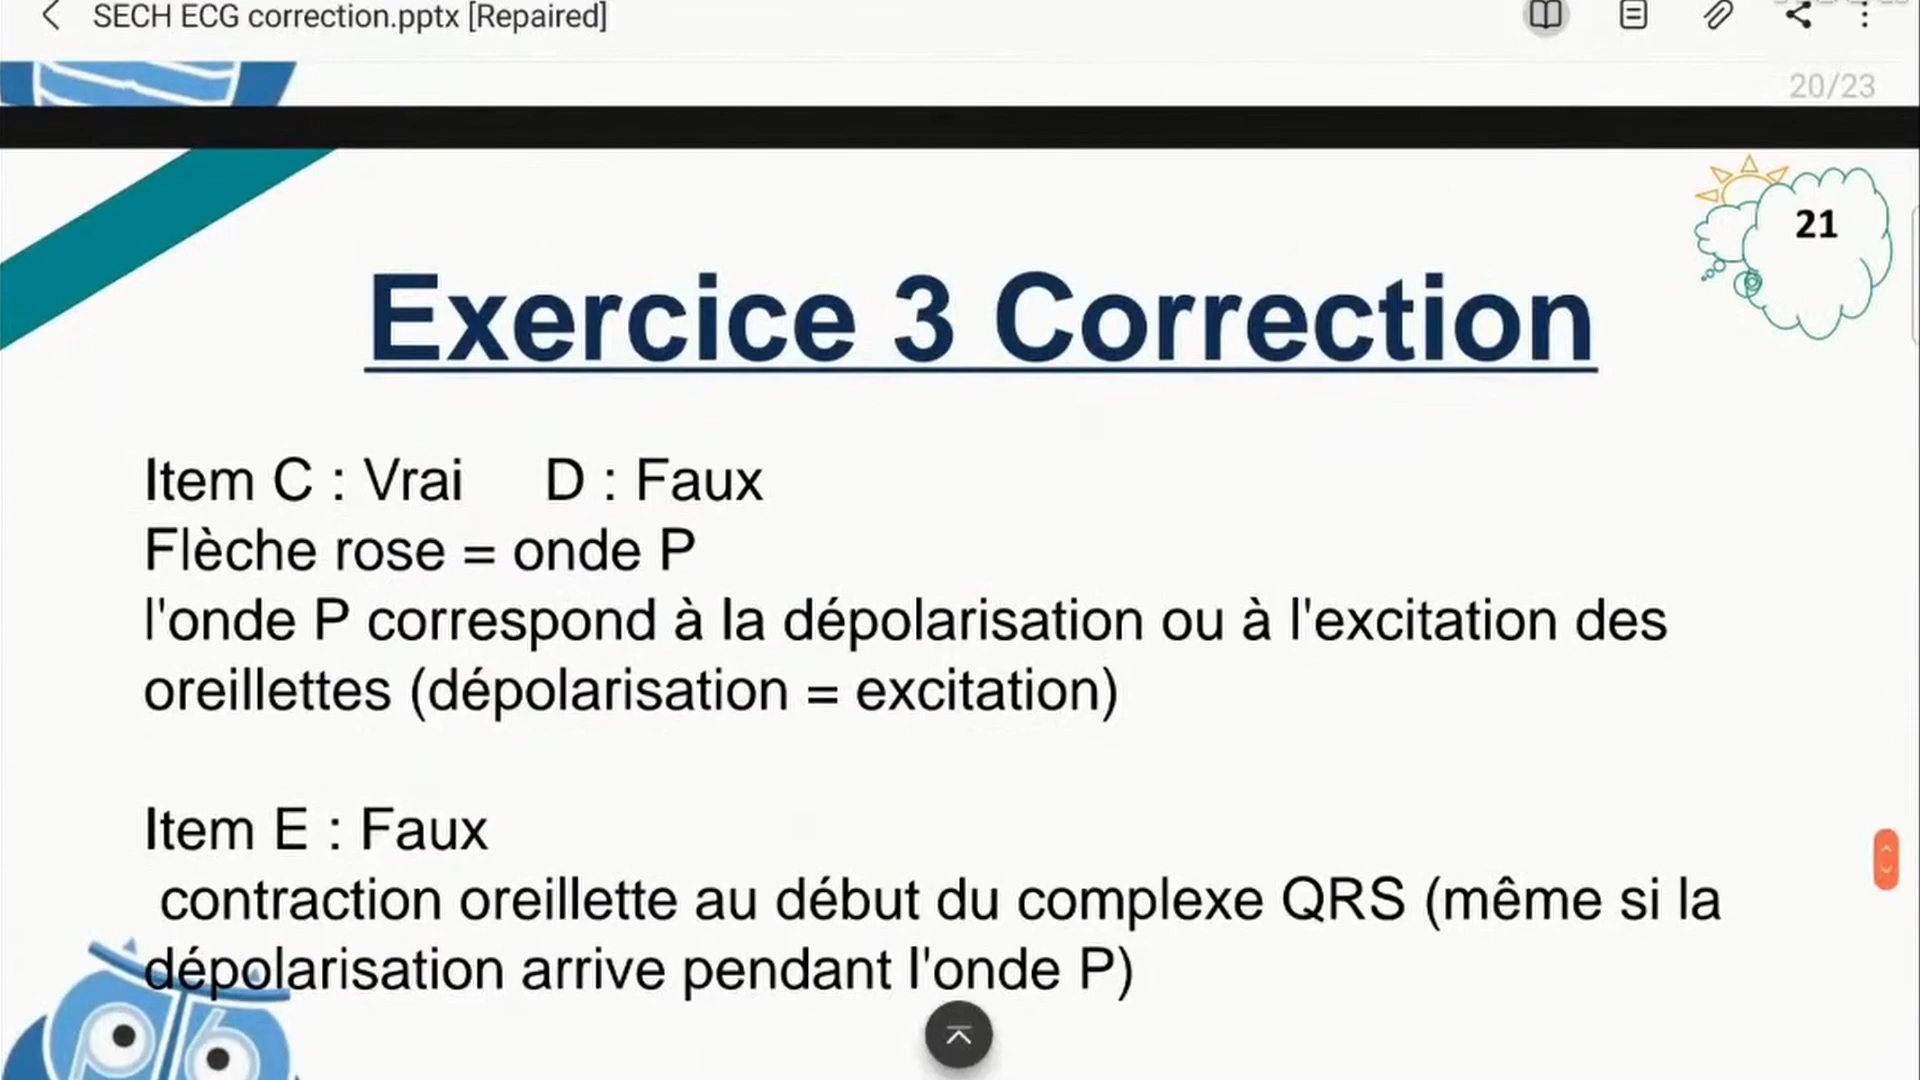 SECH ECG correction.pptx [Repaired]
20/23
21
Exercice 3 Correction
Item C : Vrai D : Faux
Flèche rose = onde P
l'onde P correspond à la dépolarisation ou à l'excitation des
oreillettes (dépolarisation = excitation)
Item E : Faux
contraction oreillette au début du complexe QRS (même si la
dépolarisation arrive pendant l'onde P)